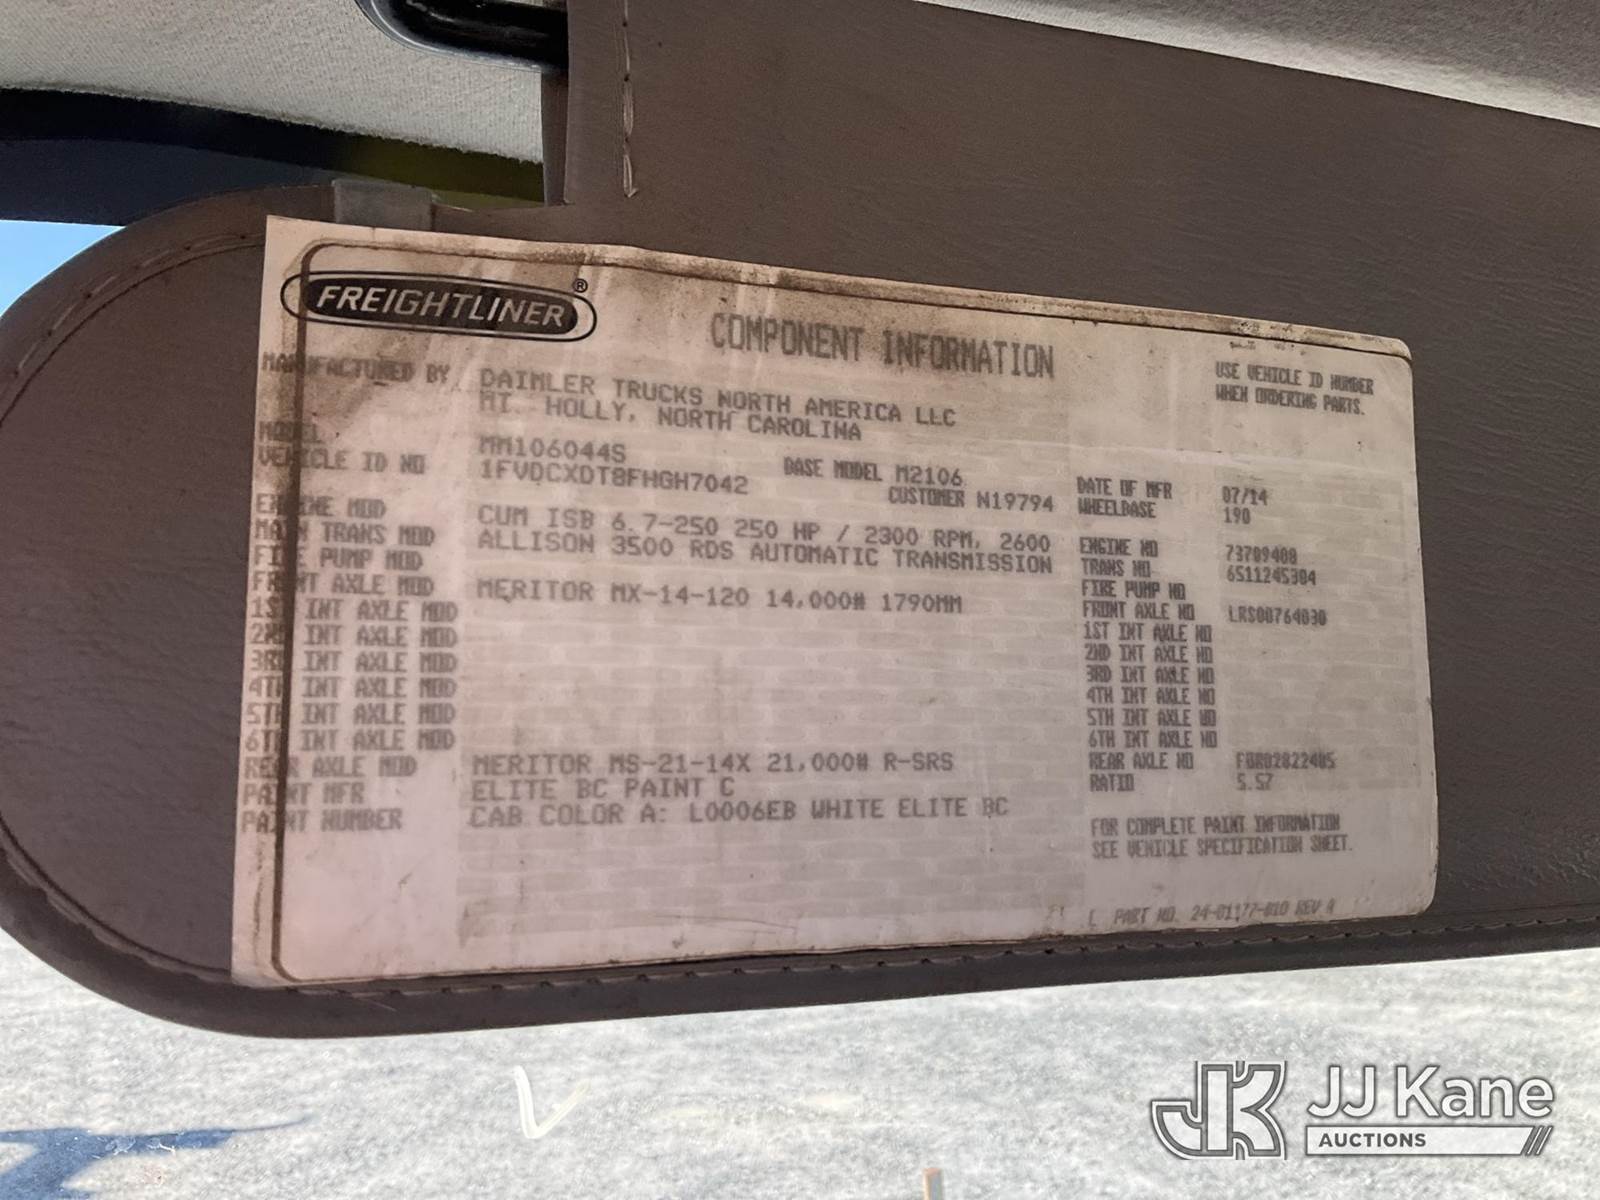 FREIGHTLINER®
COMPONENT INFORMATION
USE VEHICLE ID NUMBER
WHEN ORDERING PARTS.
MANUFACTURED BY DAIMLER TRUCKS NORTH AMERICA LLC
MT. HOLLY, NORTH CAROLINA
MODEL MM106044S BASE MODEL M2106
VEHICLE ID NO 1FVDCXDT8FHGH7042 CUSTOMER N19794
DATE OF MFR 07/14
WHEELBASE 190
ENGINE MOD CUM ISB 6.7-250 250 HP / 2300 RPM, 2600
MAIN TRANS MOD ALLISON 3500 RDS AUTOMATIC TRANSMISSION
FIRE PUMP MOD
FRONT AXLE MOD MERITOR MX-14-120 14,000# 1790MM
1ST INT AXLE MOD
2ND INT AXLE MOD
3RD INT AXLE MOD
4TH INT AXLE MOD
5TH INT AXLE MOD
6TH INT AXLE MOD
REAR AXLE MOD MERITOR MS-21-14X 21,000# R-SRS
PAINT MFR ELITE BC PAINT C
PAINT NUMBER CAB COLOR A: L0006EB WHITE ELITE BC
ENGINE NO 73709408
TRANS NO 6511245304
FIRE PUMP NO
FRONT AXLE NO LRS00764030
1ST INT AXLE NO
2ND INT AXLE NO
3RD INT AXLE NO
4TH INT AXLE NO
5TH INT AXLE NO
6TH INT AXLE NO
REAR AXLE NO
RATIO 5.57
FOR COMPLETE PAINT INFORMATION
SEE VEHICLE SPECIFICATION SHEET.
PART NO. 24-01177-010 REV A
JK JJ Kane
AUCTIONS